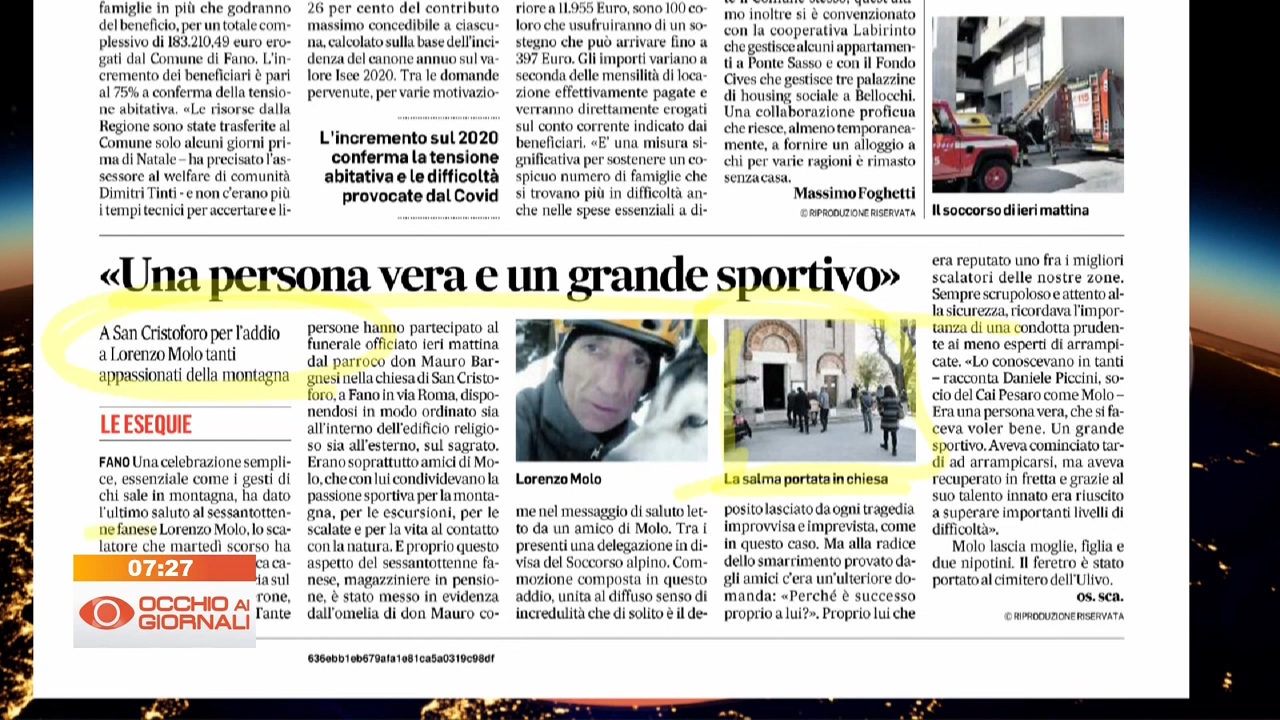 famiglie in più che godranno
del beneficio, per un totale com-
plessivo di 183.210,49 euro ero-
gati dal Comune di Fano. L'in-
cremento dei beneficiari è pari
al 75% a conferma della tensio-
ne abitativa. «Le risorse dalla
Regione sono state trasferite al
Comune solo alcuni giorni pri-
ma di Natale – ha precisato l'as-
sessore al welfare di comunità
Dimitri Tinti - e non c'erano più
i tempi tecnici per accertare e li-
26 per cento del contributo
massimo concedibile a ciascu-
na, calcolato sulla base dell'inci-
denza del canone annuo sul va-
lore Isee 2020. Tra le domande
pervenute, per varie motivazio-
L'incremento sul 2020
conferma la tensione
abitativa e le difficoltà
provocate dal Covid
riore a 11.955 Euro, sono 100 co-
loro che usufruiranno di un so-
stegno che può arrivare fino a
397 Euro. Gli importi variano a
seconda delle mensilità di loca-
zione effettivamente pagate e
verranno direttamente erogati
sul conto corrente indicato dai
beneficiari. «E' una misura si-
gnificativa per sostenere un co-
spicuo numero di famiglie che
si trovano più in difficoltà an-
che nelle spese essenziali a di-
mo inoltre si è convenzionato
con la cooperativa Labirinto
che gestisce alcuni appartamen-
ti a Ponte Sasso e con il Fondo
Cives che gestisce tre palazzine
di housing sociale a Bellocchi.
Una collaborazione proficua
che riesce, almeno temporanea-
mente, a fornire un alloggio a
chi per varie ragioni è rimasto
senza casa.
Massimo Foghetti
© RIPRODUZIONE RISERVATA
115
Il soccorso di ieri mattina
«Una persona vera e un grande sportivo»
A San Cristoforo per l'addio
a Lorenzo Molo tanti
appassionati della montagna
LE ESEQUIE
FANO Una celebrazione sempli-
ce, essenziale come i gesti di
chi sale in montagna, ha dato
l'ultimo saluto al sessantotten-
ne fanese Lorenzo Molo, lo sca-
latore che martedì scorso ha
ca ca-
ia sul
rone,
Tante
persone hanno partecipato al
funerale officiato ieri mattina
dal parroco don Mauro Bar-
gnesi nella chiesa di San Cristo-
foro, a Fano in via Roma, dispo-
nendosi in modo ordinato sia
all'interno dell'edificio religio-
so sia all'esterno, sul sagrato.
Erano soprattutto amici di Mo-
lo, che con lui condividevano la
passione sportiva per la monta-
gna, per le escursioni, per le
scalate e per la vita al contatto
con la natura. E proprio questo
aspetto del sessantottenne fa-
nese, magazziniere in pensio-
ne, è stato messo in evidenza
dall'omelia di don Mauro co-
Lorenzo Molo
me nel messaggio di saluto let-
to da un amico di Molo. Tra i
presenti una delegazione in di-
visa del Soccorso alpino. Com-
mozione composta in questo
addio, unita al diffuso senso di
incredulità che di solito è il de-
La salma portata in chiesa
posito lasciato da ogni tragedia
improvvisa e imprevista, come
in questo caso. Ma alla radice
dello smarrimento provato da-
gli amici c'era un'ulteriore do-
manda: «Perché è successo
proprio a lui?». Proprio lui che
era reputato uno fra i migliori
scalatori delle nostre zone.
Sempre scrupoloso e attento al-
la sicurezza, ricordava l'impor-
tanza di una condotta pruden-
te ai meno esperti di arrampi-
cate. «Lo conoscevano in tanti
– racconta Daniele Piccini, so-
cio del Cai Pesaro come Molo –
Era una persona vera, che si fa-
ceva voler bene. Un grande
sportivo. Aveva cominciato tar-
di ad arrampicarsi, ma aveva
recuperato in fretta e grazie al
suo talento innato era riuscito
a superare importanti livelli di
difficoltà».
Molo lascia moglie, figlia e
due nipotini. Il feretro è stato
portato al cimitero dell'Ulivo.
os. sca.
© RIPRODUZIONE RISERVATA
07:27
OCCHIO AI
GIORNALI
636ebb1eb679afa1e81ca5a0319c98df